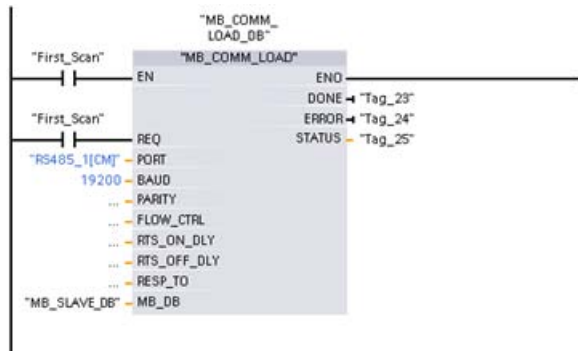 "MB_COMM_
LOAD_DB"
"First_Scan"
"MB_COMM_LOAD"
EN
ENO
DONE
"Tag_23"
"First_Scan"
ERROR
"Tag_24"
REQ
STATUS
"Tag_25"
"RS485_1[CM]"
PORT
19200
BAUD
...
PARITY
...
FLOW_CTRL
...
RTS_ON_DLY
...
RTS_OFF_DLY
...
RESP_TO
"MB_SLAVE_DB"
MB_DB